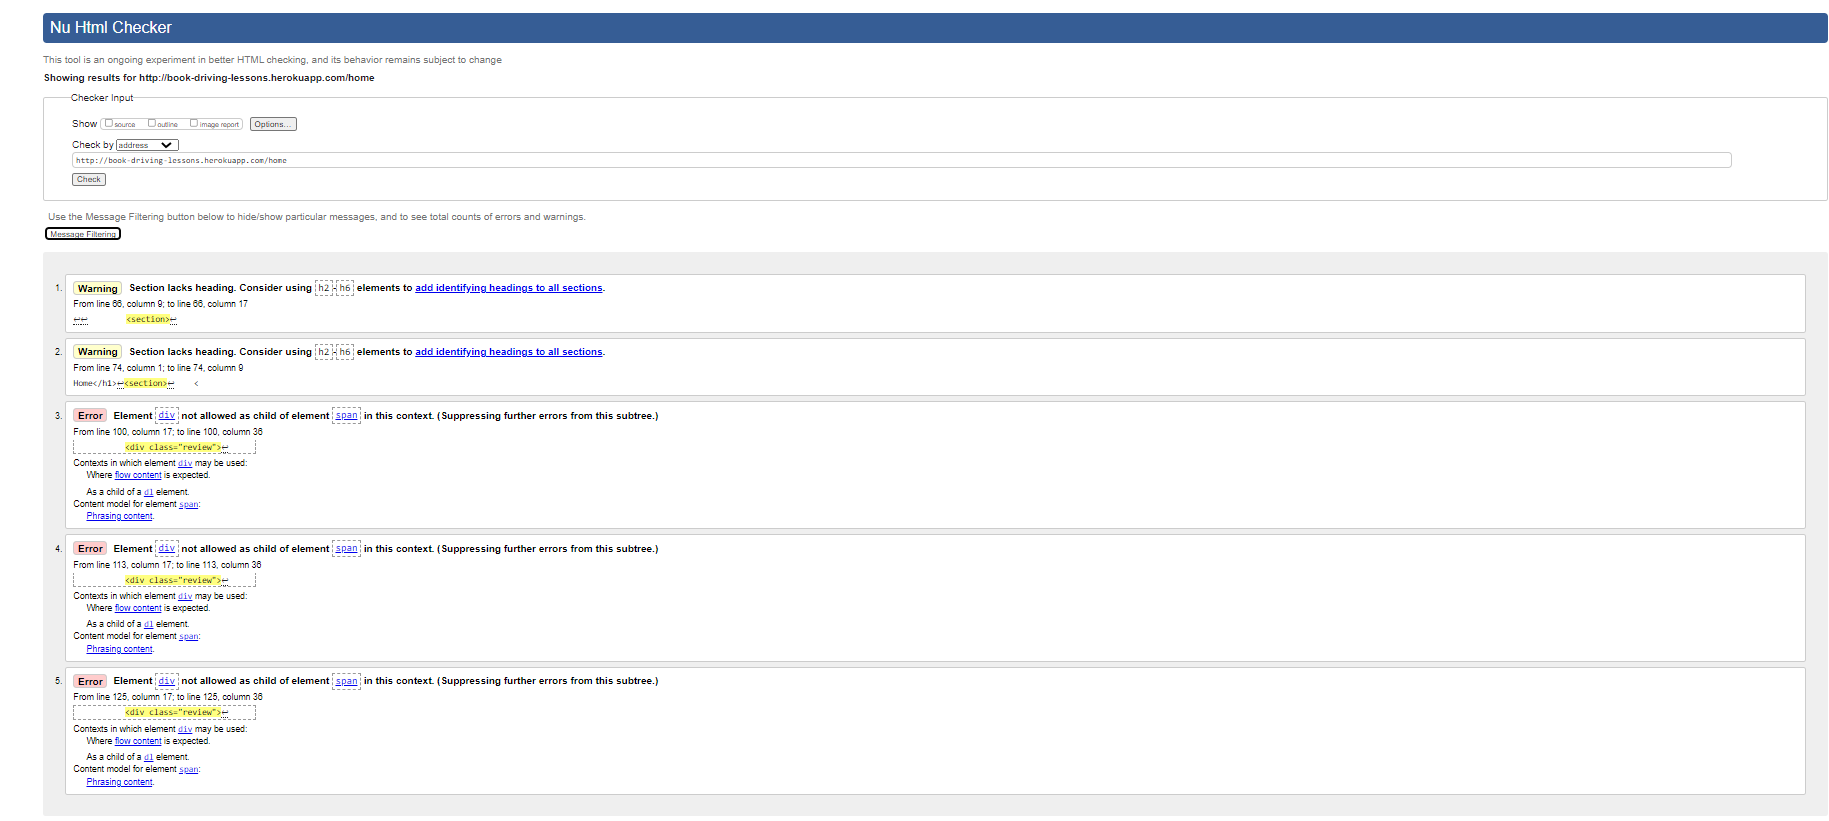 Nu Html Checker
This tool is an ongoing experiment in better HTML checking, and its behavior remains subject to change
Showing results for http://book-driving-lessons.herokuapp.com/home
Checker Input
Show source outline image report Options...
Check by address
http://book-driving-lessons.herokuapp.com/home
Check
Use the Message Filtering button below to hide/show particular messages, and to see total counts of errors and warnings.
Message Filtering
1. Warning Section lacks heading. Consider using h2-h6 elements to add identifying headings to all sections.
From line 66, column 9; to line 66, column 17
↩↩ <section>↩
2. Warning Section lacks heading. Consider using h2-h6 elements to add identifying headings to all sections.
From line 74, column 1; to line 74, column 9
Home</h1>↩<section>↩ <
3. Error Element div not allowed as child of element span in this context. (Suppressing further errors from this subtree.)
From line 100, column 17; to line 100, column 36
<div class="review">↩
Contexts in which element div may be used:
Where flow content is expected.
As a child of a dl element.
Content model for element span:
Phrasing content.
4. Error Element div not allowed as child of element span in this context. (Suppressing further errors from this subtree.)
From line 113, column 17; to line 113, column 36
<div class="review">↩
Contexts in which element div may be used:
Where flow content is expected.
As a child of a dl element.
Content model for element span:
Phrasing content.
5. Error Element div not allowed as child of element span in this context. (Suppressing further errors from this subtree.)
From line 125, column 17; to line 125, column 36
<div class="review">↩
Contexts in which element div may be used:
Where flow content is expected.
As a child of a dl element.
Content model for element span:
Phrasing content.